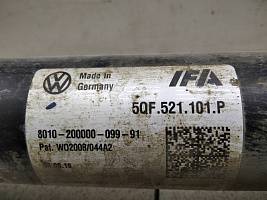 Made in
Germany
IFA
5QF.521.101.P
8010-200000-099-91
Pat. WO2008/044A2